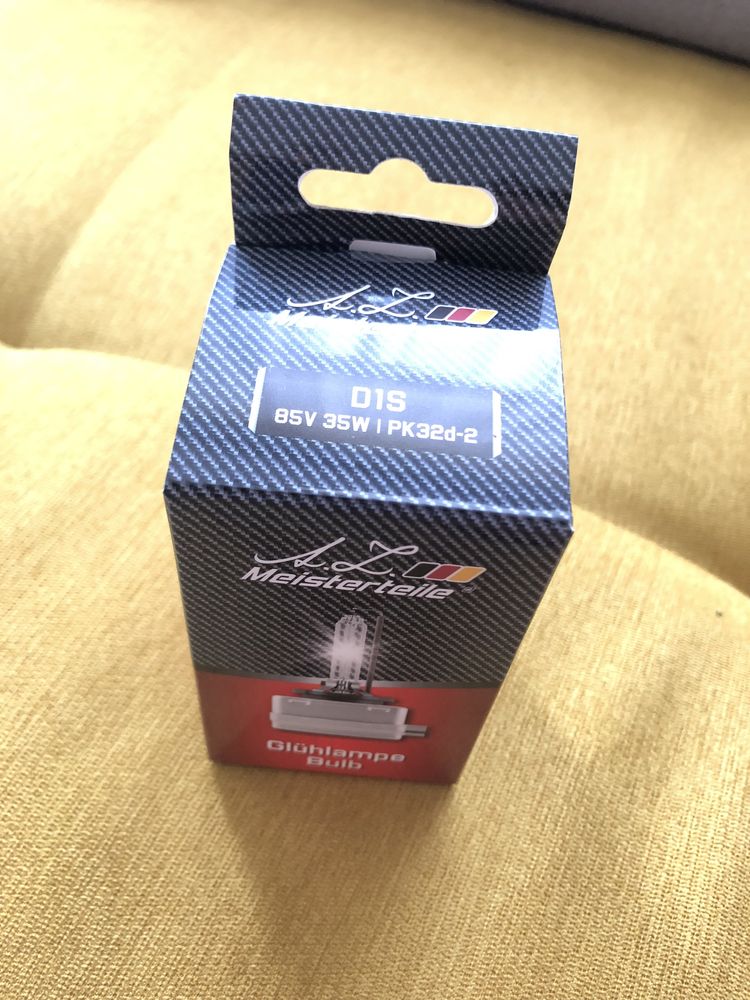 A.Z.
D1S
85V 35W | PK32d-2
A.Z.
Meisterteile®
Glühlampe
Bulb